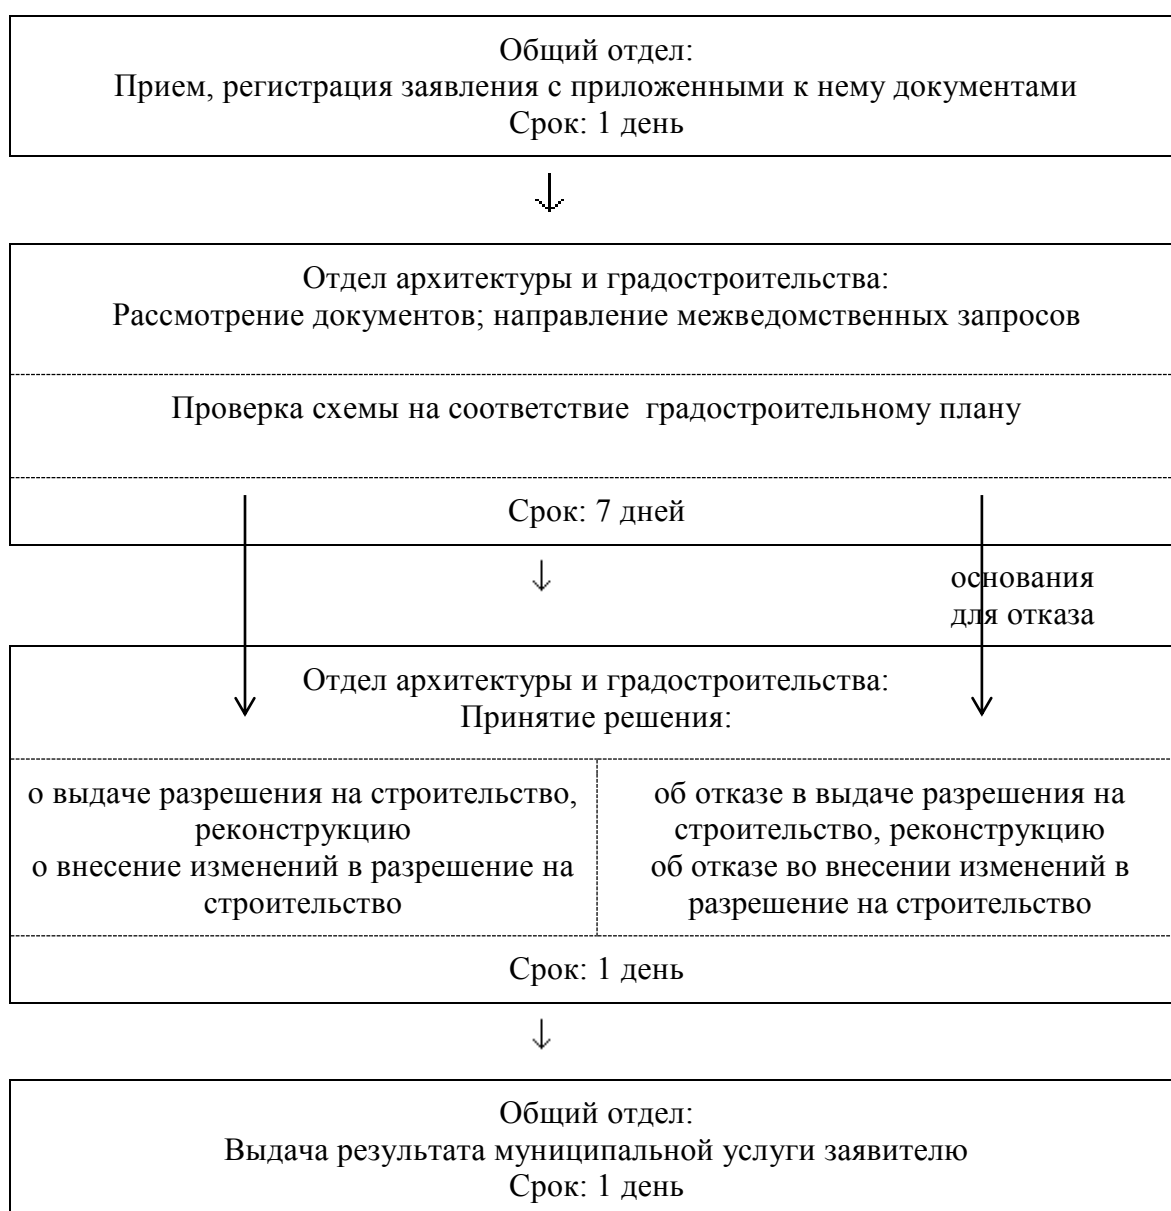 Общий отдел:
Прием, регистрация заявления с приложенными к нему документами
Срок: 1 день
Отдел архитектуры и градостроительства:
Рассмотрение документов; направление межведомственных запросов
Проверка схемы на соответствие градостроительному плану
Срок: 7 дней
основания
для отказа
Отдел архитектуры и градостроительства:
Принятие решения:
о выдаче разрешения на строительство,
реконструкцию
о внесение изменений в разрешение на
строительство
об отказе в выдаче разрешения на
строительство, реконструкцию
об отказе во внесении изменений в
разрешение на строительство
Срок: 1 день
Общий отдел:
Выдача результата муниципальной услуги заявителю
Срок: 1 день